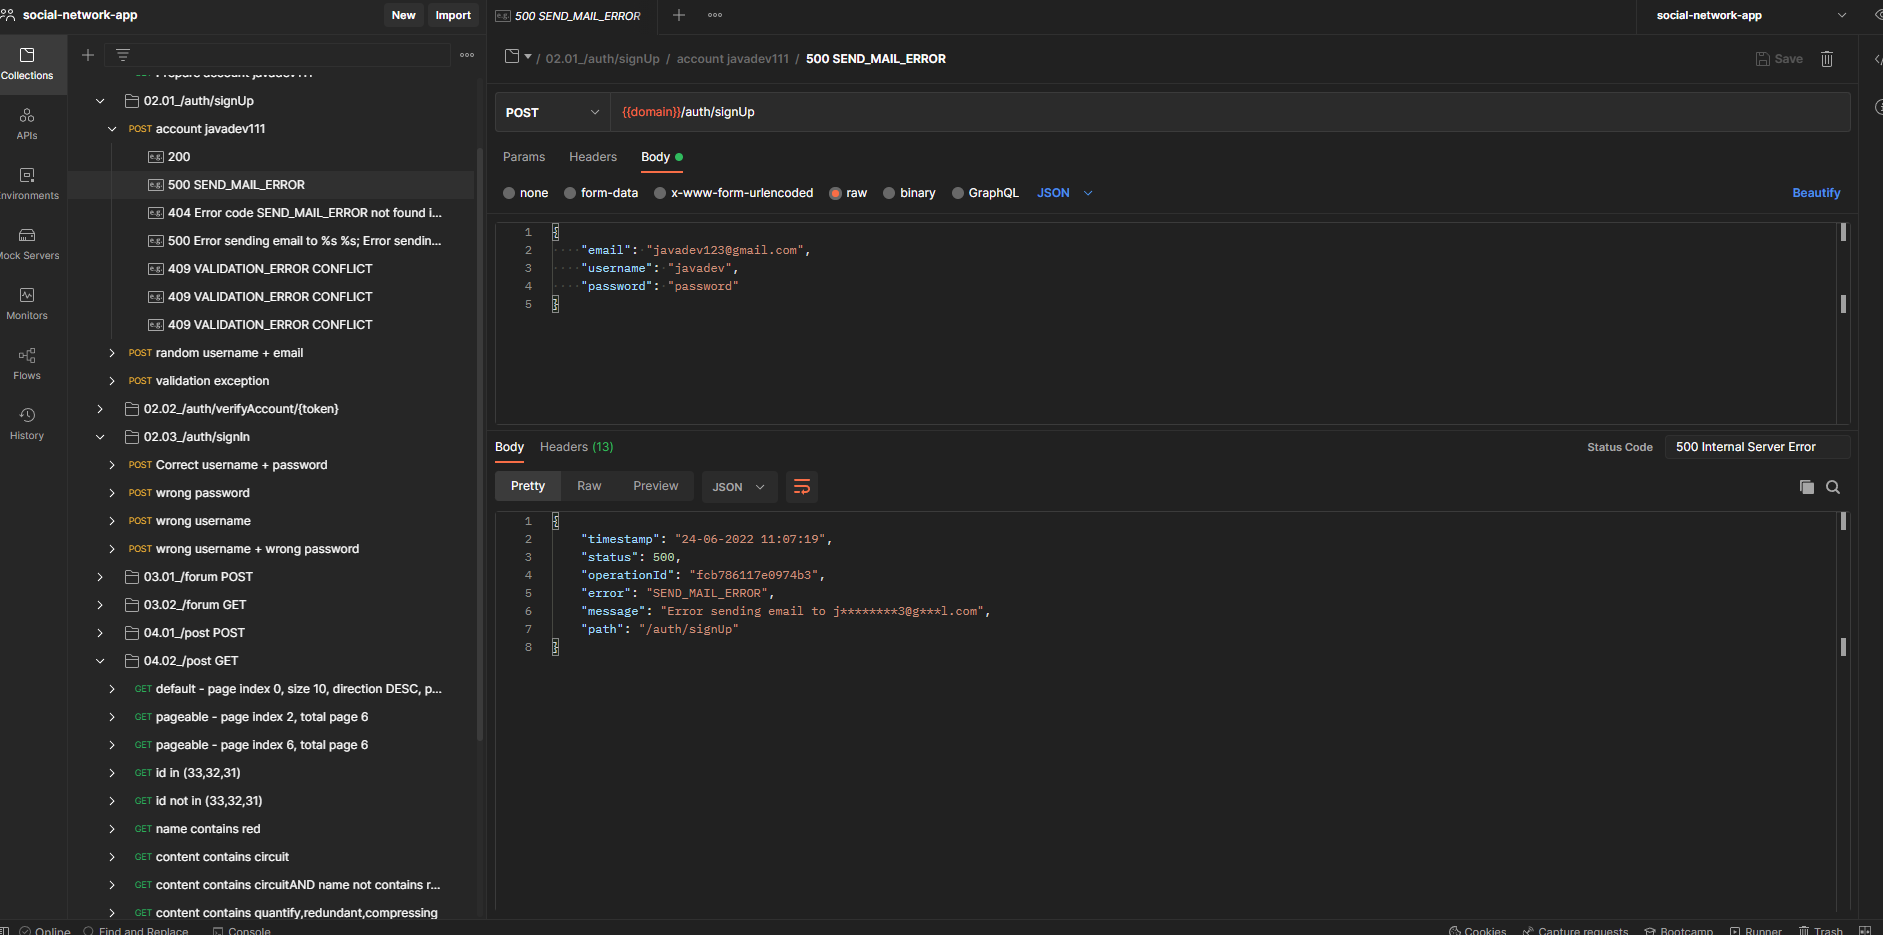 social-network-app
New
Import
Collections
APIs
nvironments
Mock Servers
Monitors
Flows
History
02.01_/auth/signUp
POST account javadev111
e.g. 200
e.g. 500 SEND_MAIL_ERROR
e.g. 404 Error code SEND_MAIL_ERROR not found i...
e.g. 500 Error sending email to %s %s; Error sendin...
e.g. 409 VALIDATION_ERROR CONFLICT
e.g. 409 VALIDATION_ERROR CONFLICT
e.g. 409 VALIDATION_ERROR CONFLICT
POST random username + email
POST validation exception
02.02_/auth/verifyAccount/{token}
02.03_/auth/signIn
POST Correct username + password
POST wrong password
POST wrong username
POST wrong username + wrong password
03.01_/forum POST
03.02_/forum GET
04.01_/post POST
04.02_/post GET
GET default - page index 0, size 10, direction DESC, p...
GET pageable - page index 2, total page 6
GET pageable - page index 6, total page 6
GET id in (33,32,31)
GET id not in (33,32,31)
GET name contains red
GET content contains circuit
GET content contains circuitAND name not contains r...
GET content contains quantify,redundant,compressing
e.g. 500 SEND_MAIL_ERROR
social-network-app
/ 02.01_/auth/signUp / account javadev111 / 500 SEND_MAIL_ERROR
Save
POST
{{domain}}/auth/signUp
Params Headers Body
none form-data x-www-form-urlencoded raw binary GraphQL JSON
Beautify
1 {
2 "email": "javadev123@gmail.com",
3 "username": "javadev",
4 "password": "password"
5 }
Body Headers (13)
Status Code 500 Internal Server Error
Pretty Raw Preview JSON
1 {
2 "timestamp": "24-06-2022 11:07:19",
3 "status": 500,
4 "operationId": "fcb786117e0974b3",
5 "error": "SEND_MAIL_ERROR",
6 "message": "Error sending email to j********3@g***l.com",
7 "path": "/auth/signUp"
8 }
Online Find and Replace Console
Cookies Capture requests Bootcamp Runner Trash